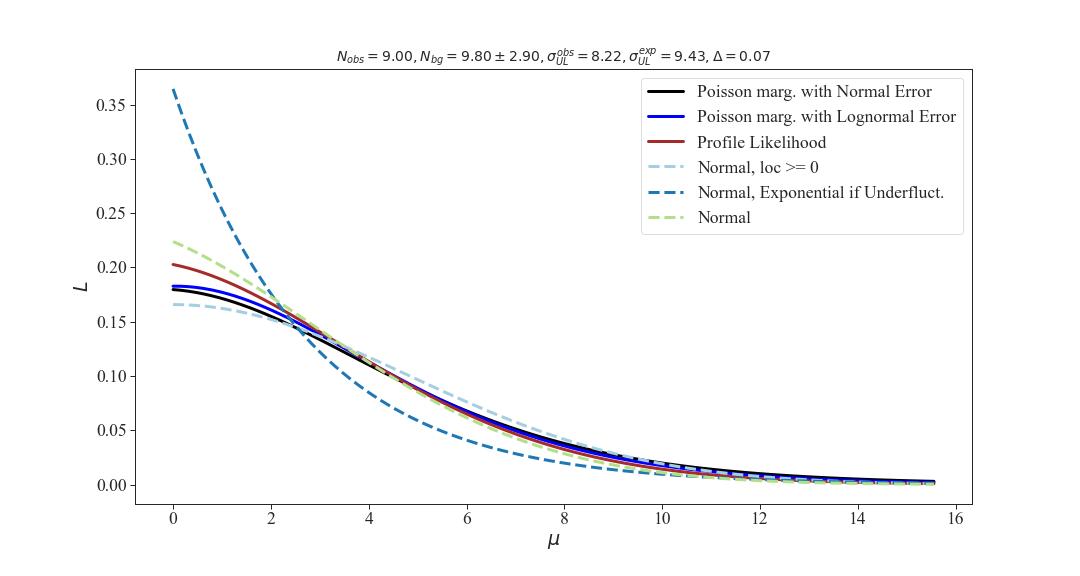 N_obs = 9.00, N_bg = 9.80 ± 2.90, σ_UL^obs = 8.22, σ_UL^exp = 9.43, Δ = 0.07
Poisson marg. with Normal Error
Poisson marg. with Lognormal Error
Profile Likelihood
Normal, loc >= 0
Normal, Exponential if Underfluct.
Normal
0.35
0.30
0.25
0.20
0.15
0.10
0.05
0.00
L
0 2 4 6 8 10 12 14 16
μ